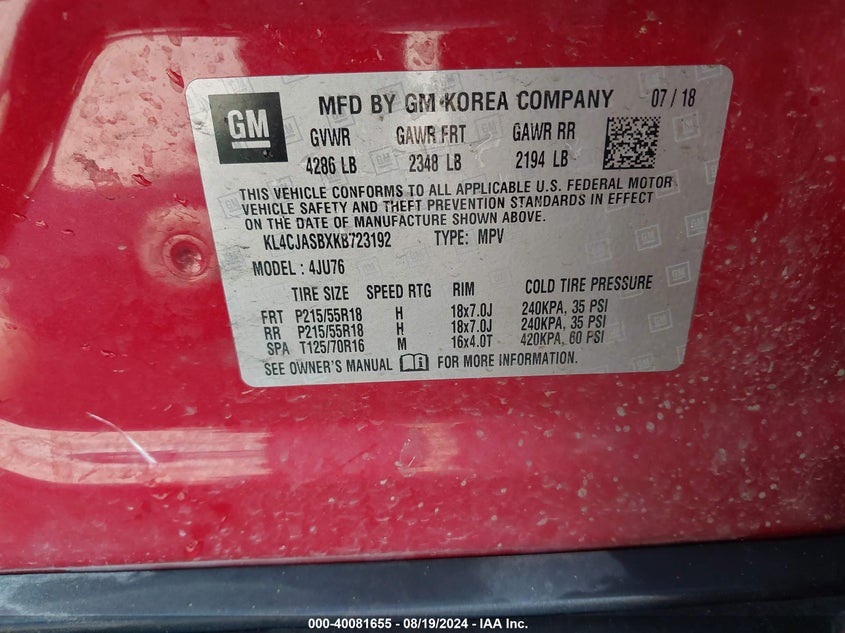 GM
MFD BY GM KOREA COMPANY 07 / 18
GVWR GAWR FRT GAWR RR
4286 LB 2348 LB 2194 LB
THIS VEHICLE CONFORMS TO ALL APPLICABLE U.S. FEDERAL MOTOR
VEHICLE SAFETY AND THEFT PREVENTION STANDARDS IN EFFECT
ON THE DATE OF MANUFACTURE SHOWN ABOVE.
KL4CJASBXKB723192 TYPE: MPV
MODEL : 4JU76
TIRE SIZE SPEED RTG RIM COLD TIRE PRESSURE
FRT P215/55R18 H 18x7.0J 240KPA, 35 PSI
RR P215/55R18 H 18x7.0J 240KPA, 35 PSI
SPA T125/70R16 M 16x4.0T 420KPA, 60 PSI
SEE OWNER'S MANUAL FOR MORE INFORMATION.
000-40081655 - 08/19/2024 - IAA Inc.